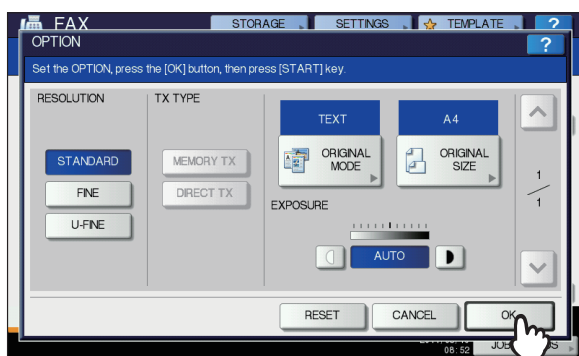 FAX
STORAGE
SETTINGS
TEMPLATE
?
OPTION
?
Set the OPTION, press the [OK] button, then press [START] key.
RESOLUTION
TX TYPE
TEXT
A4
STANDARD
MEMORY TX
ORIGINAL MODE
ORIGINAL SIZE
FINE
DIRECT TX
1
1
EXPOSURE
U-FINE
AUTO
RESET
CANCEL
OK
08:52